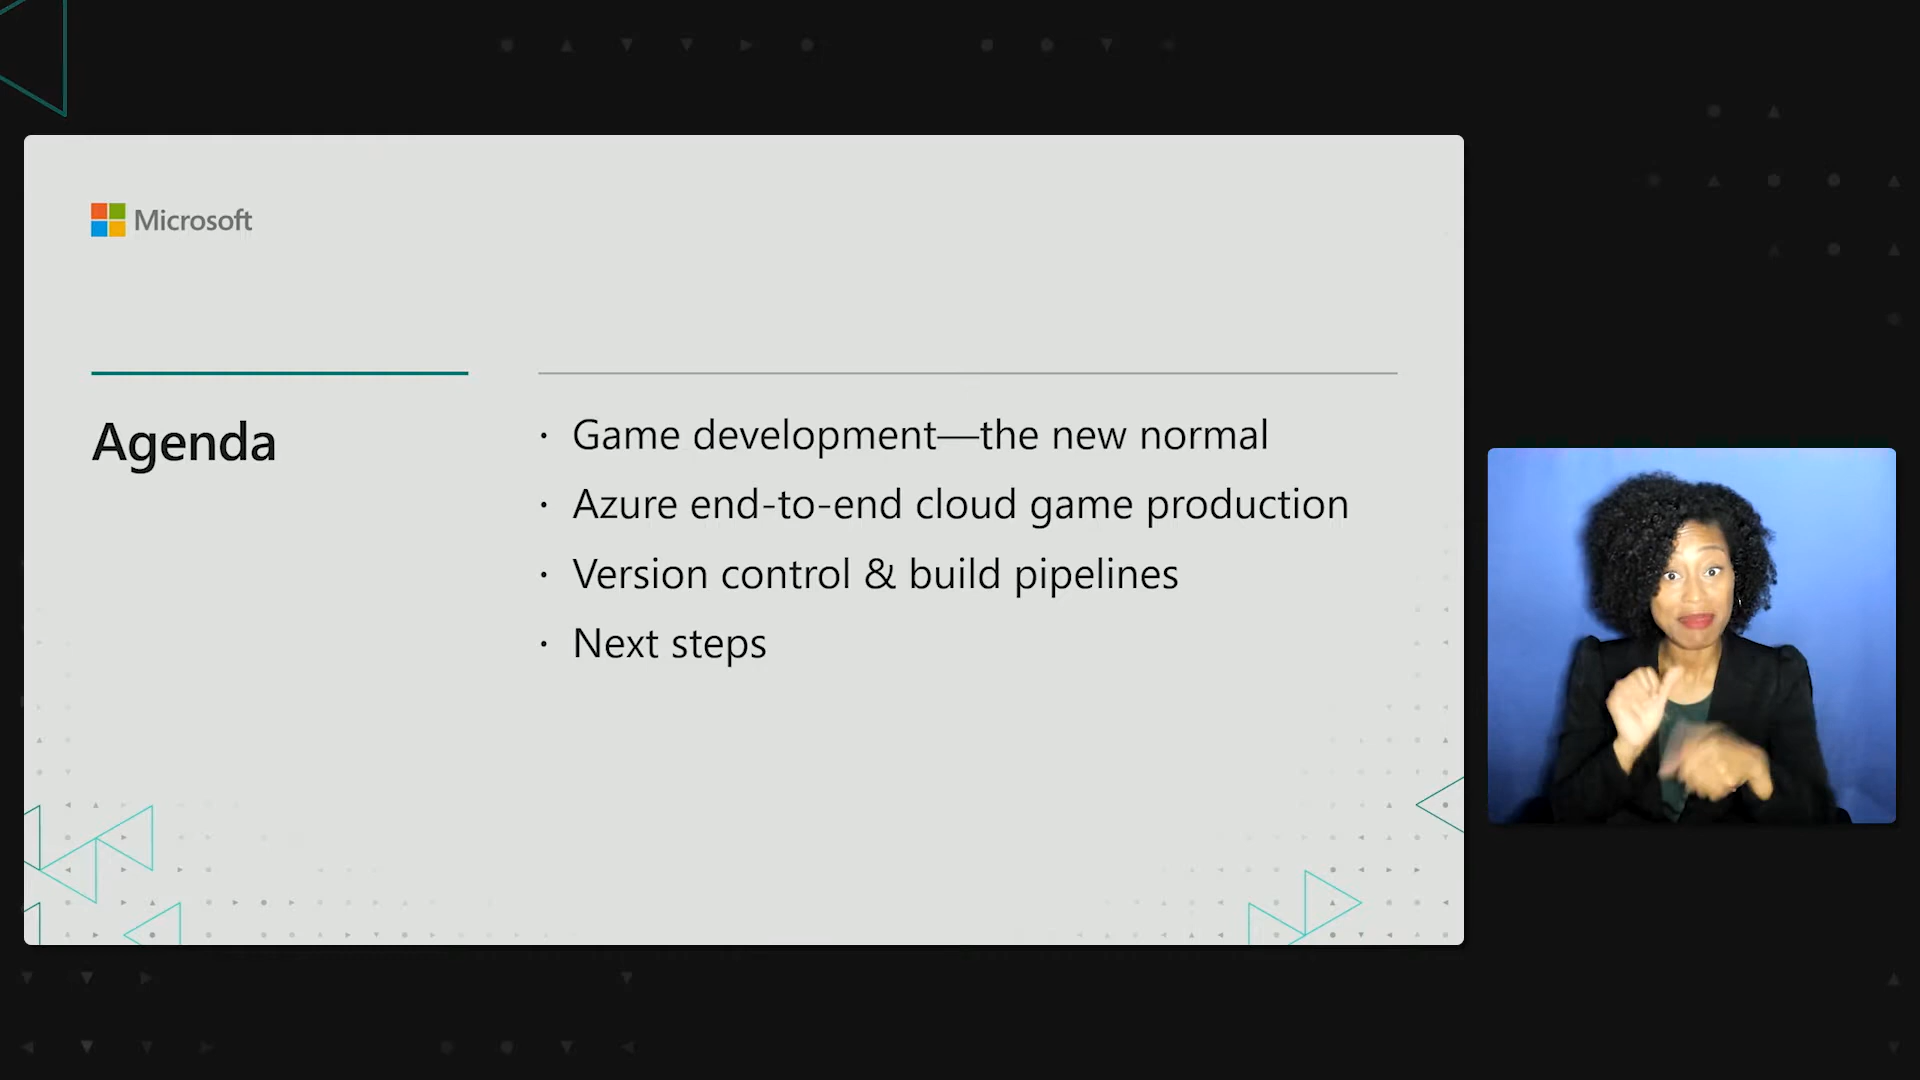 Microsoft
Agenda
· Game development—the new normal
· Azure end-to-end cloud game production
· Version control & build pipelines
· Next steps